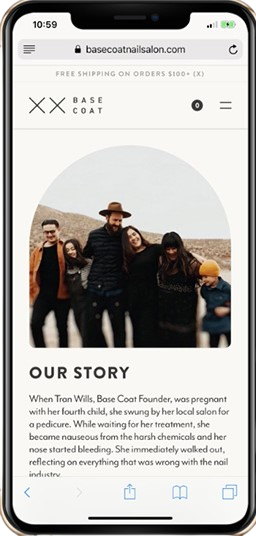 10:59
basecoatnailsalon.com
FREE SHIPPING ON ORDERS $100+ (X)
BASE
COAT
0
OUR STORY
When Tran Wills, Base Coat Founder, was pregnant
with her fourth child, she swung by her local salon for
a pedicure. While waiting for her treatment, she
became nauseous from the harsh chemicals and her
nose started bleeding. She immediately walked out,
reflecting on everything that was wrong with the nail
industry.